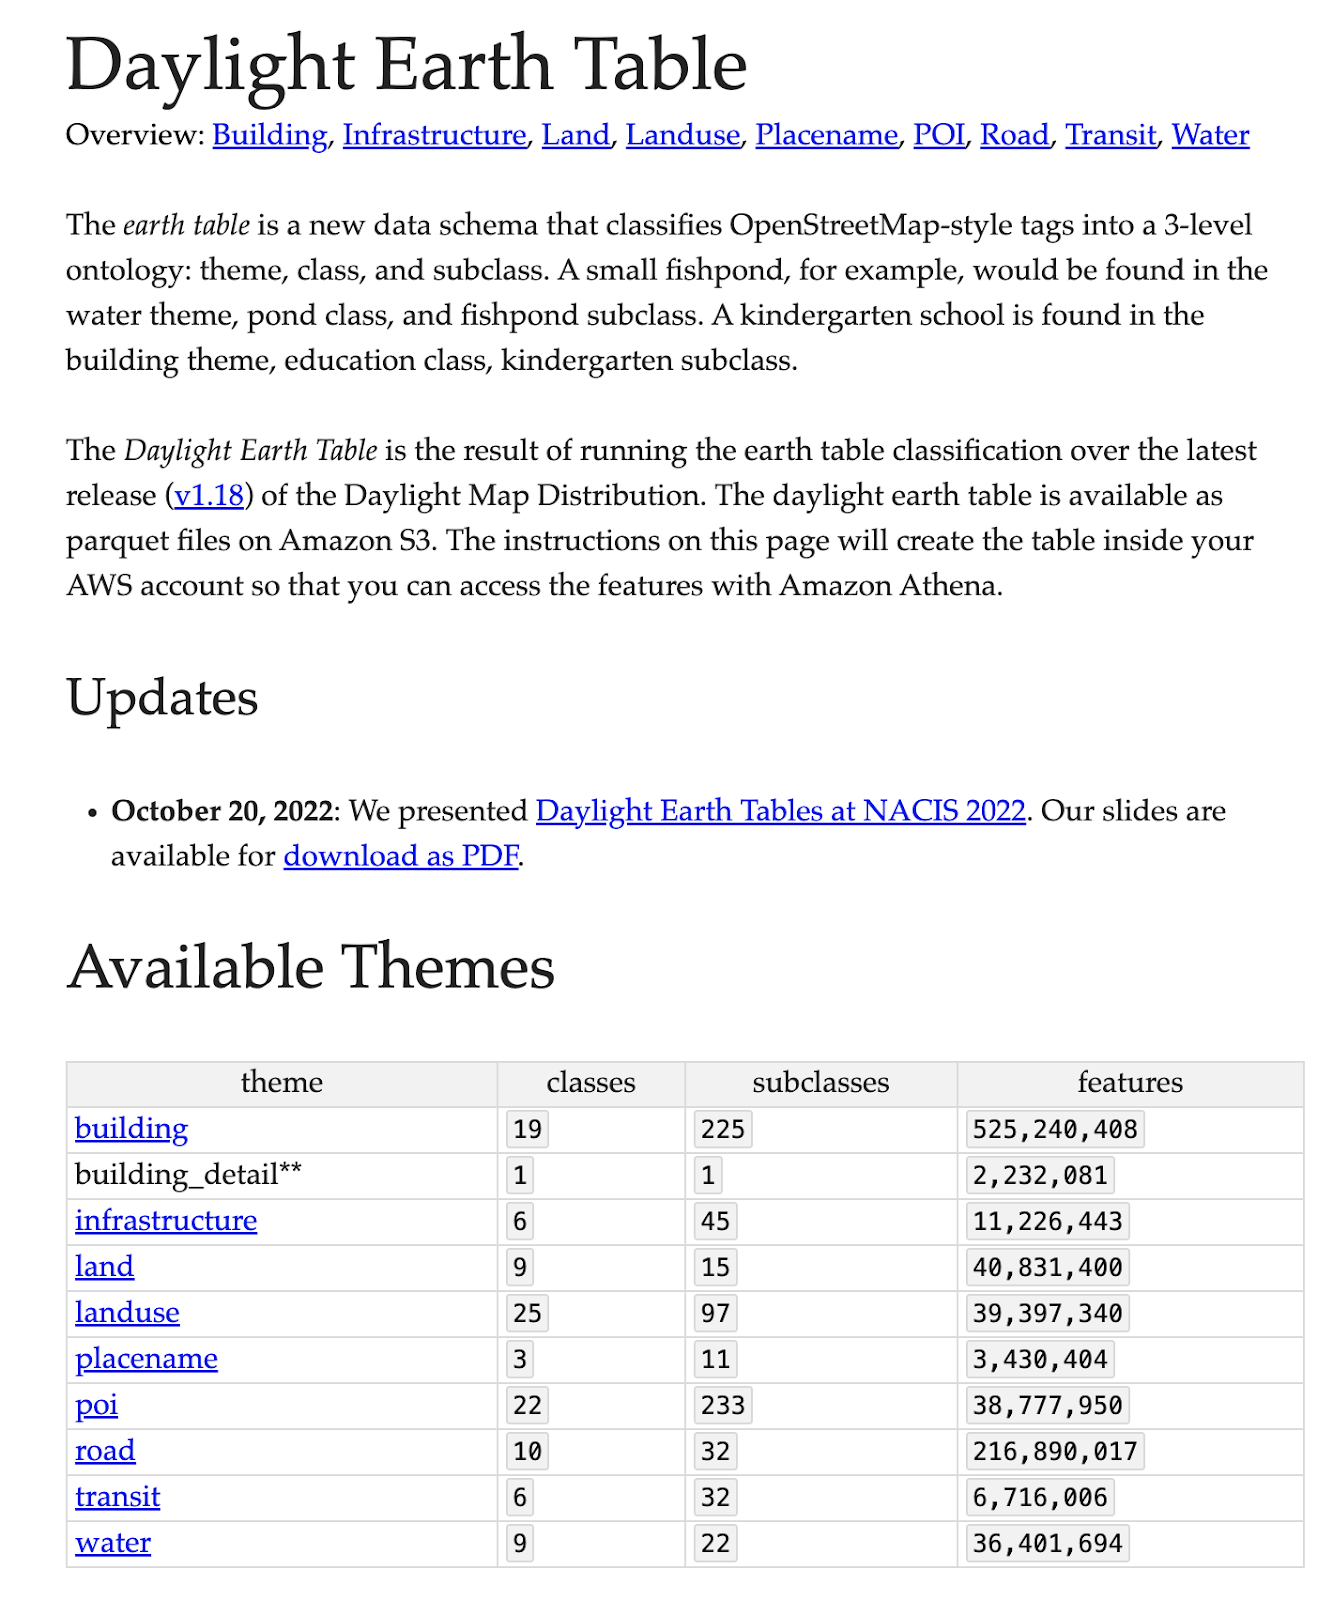 Daylight Earth Table
Overview: Building, Infrastructure, Land, Landuse, Placename, POI, Road, Transit, Water
The earth table is a new data schema that classifies OpenStreetMap-style tags into a 3-level
ontology: theme, class, and subclass. A small fishpond, for example, would be found in the
water theme, pond class, and fishpond subclass. A kindergarten school is found in the
building theme, education class, kindergarten subclass.
The Daylight Earth Table is the result of running the earth table classification over the latest
release (v1.18) of the Daylight Map Distribution. The daylight earth table is available as
parquet files on Amazon S3. The instructions on this page will create the table inside your
AWS account so that you can access the features with Amazon Athena.
Updates
• October 20, 2022: We presented Daylight Earth Tables at NACIS 2022. Our slides are
available for download as PDF.
Available Themes
theme classes subclasses features
building 19 225 525,240,408
building_detail** 1 1 2,232,081
infrastructure 6 45 11,226,443
land 9 15 40,831,400
landuse 25 97 39,397,340
placename 3 11 3,430,404
poi 22 233 38,777,950
road 10 32 216,890,017
transit 6 32 6,716,006
water 9 22 36,401,694